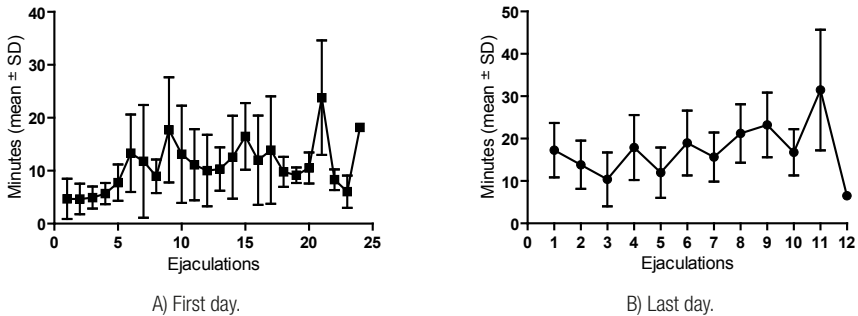 40
30
20
10
0
Minutes (mean ± SD)
0 5 10 15 20 25
Ejaculations
A) First day.
50
40
30
20
10
0
Minutes (mean ± SD)
0 1 2 3 4 5 6 7 8 9 10 11 12
Ejaculations
B) Last day.